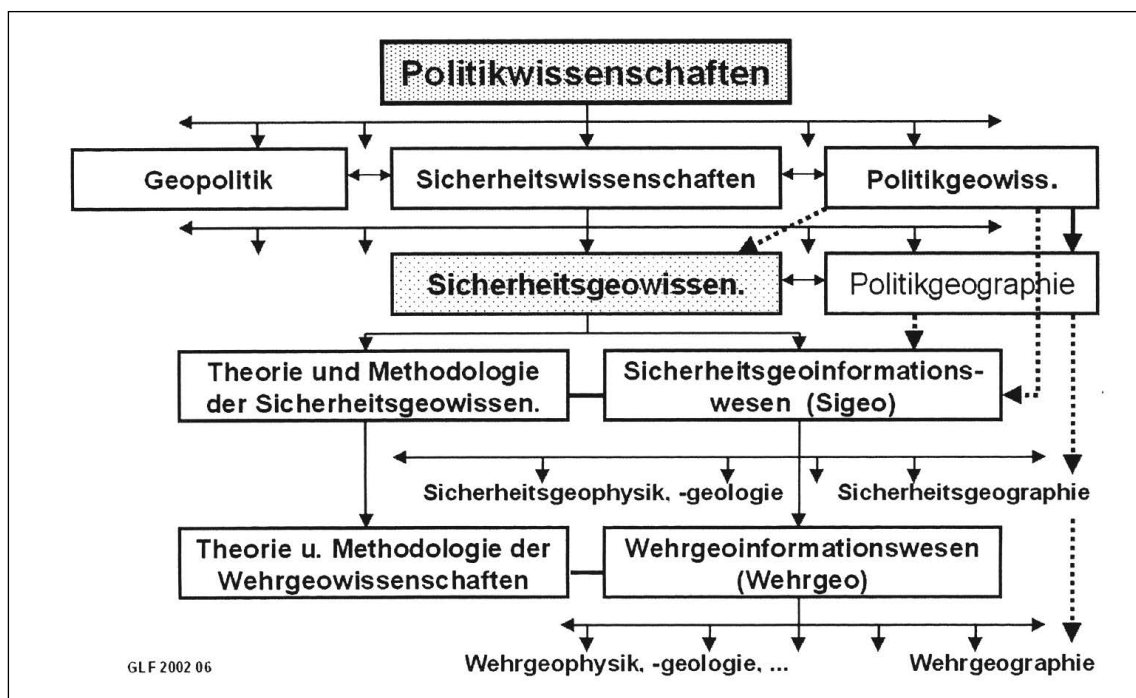 Politikwissenschaften
Geopolitik
Sicherheitswissenschaften
Politikgeowiss.
Sicherheitsgeowissen.
Politikgeographie
Theorie und Methodologie
der Sicherheitsgeowissen.
Sicherheitsgeoinformations-
wesen (Sigeo)
Sicherheitsgeophysik, -geologie
Sicherheitsgeographie
Theorie u. Methodologie der
Wehrgeowissenschaften
Wehrgeoinformationswesen
(Wehrgeo)
Wehrgeophysik, -geologie, ...
Wehrgeographie
GLF 2002 06